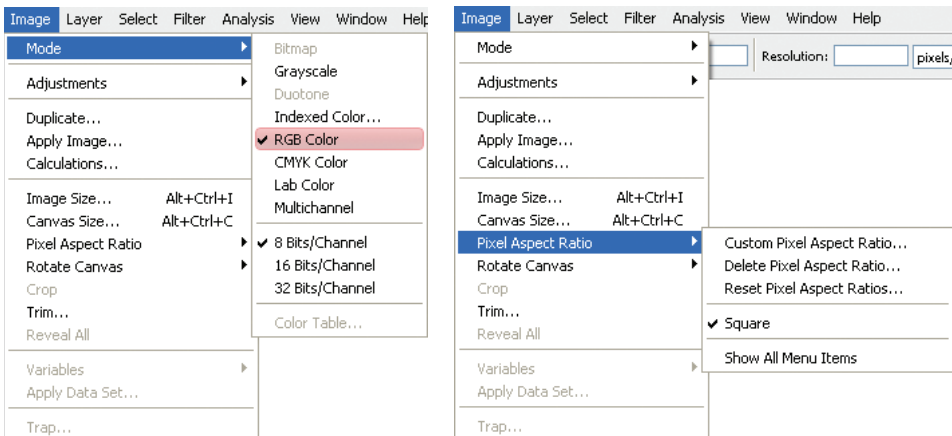 Image Layer Select Filter Analysis View Window Help
Mode
Adjustments
Duplicate...
Apply Image...
Calculations...
Image Size... Alt+Ctrl+I
Canvas Size... Alt+Ctrl+C
Pixel Aspect Ratio
Rotate Canvas
Crop
Trim...
Reveal All
Variables
Apply Data Set...
Trap...
Bitmap
Grayscale
Duotone
Indexed Color...
RGB Color
CMYK Color
Lab Color
Multichannel
8 Bits/Channel
16 Bits/Channel
32 Bits/Channel
Color Table...
Image Layer Select Filter Analysis View Window Help
Resolution: pixels/
Mode
Adjustments
Duplicate...
Apply Image...
Calculations...
Image Size... Alt+Ctrl+I
Canvas Size... Alt+Ctrl+C
Pixel Aspect Ratio
Rotate Canvas
Crop
Trim...
Reveal All
Variables
Apply Data Set...
Trap...
Custom Pixel Aspect Ratio...
Delete Pixel Aspect Ratio...
Reset Pixel Aspect Ratios...
Square
Show All Menu Items